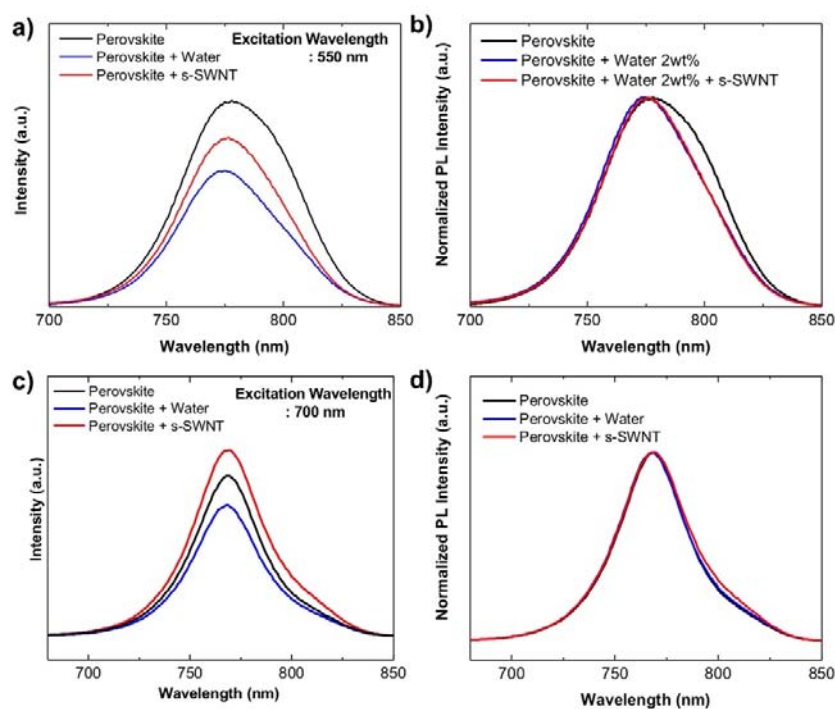 a)
Perovskite
Perovskite + Water
Perovskite + s-SWNT
Excitation Wavelength
: 550 nm
Intensity (a.u.)
700 750 800 850
Wavelength (nm)
b)
Perovskite
Perovskite + Water 2wt%
Perovskite + Water 2wt% + s-SWNT
Normalized PL Intensity (a.u.)
700 750 800 850
Wavelength (nm)
c)
Perovskite
Perovskite + Water
Perovskite + s-SWNT
Excitation Wavelength
: 700 nm
Intensity (a.u.)
700 750 800 850
Wavelength (nm)
d)
Perovskite
Perovskite + Water
Perovskite + s-SWNT
Normalized PL Intensity (a.u.)
700 750 800 850
Wavelength (nm)